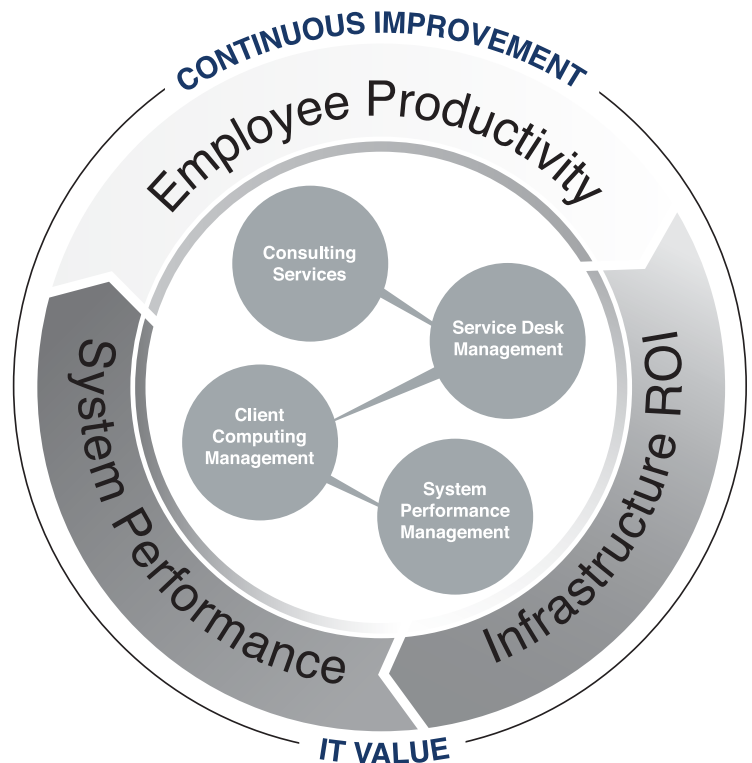 CONTINUOUS IMPROVEMENT
Employee Productivity
Consulting
Services
Service Desk
Management
Infrastructure ROI
System Performance
Client
Computing
Management
System
Performance
Management
IT VALUE